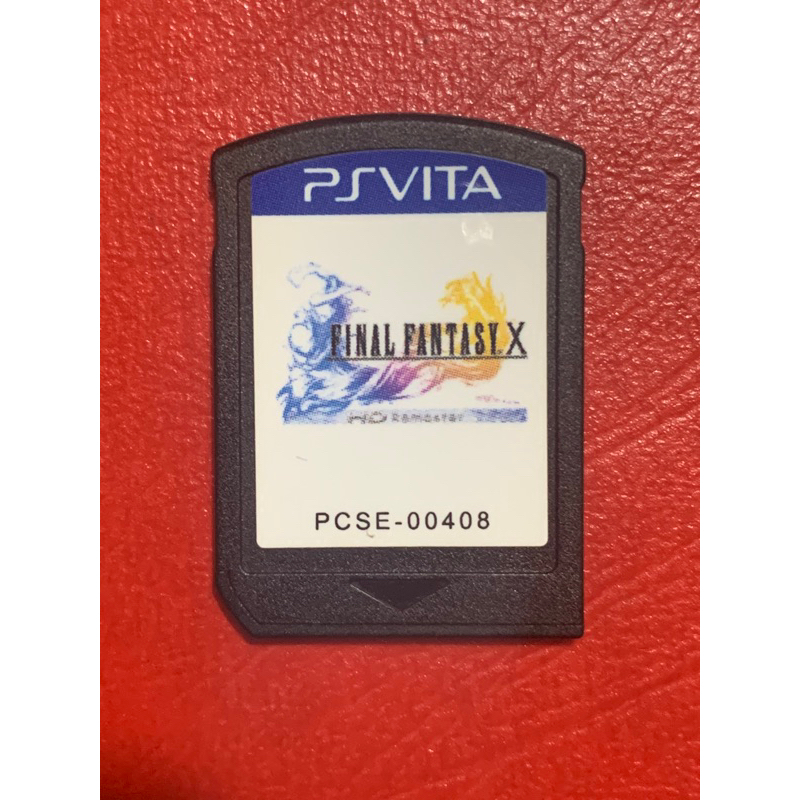 PSVITA
FINAL FANTASY X
HD Remaster
PCSE-00408